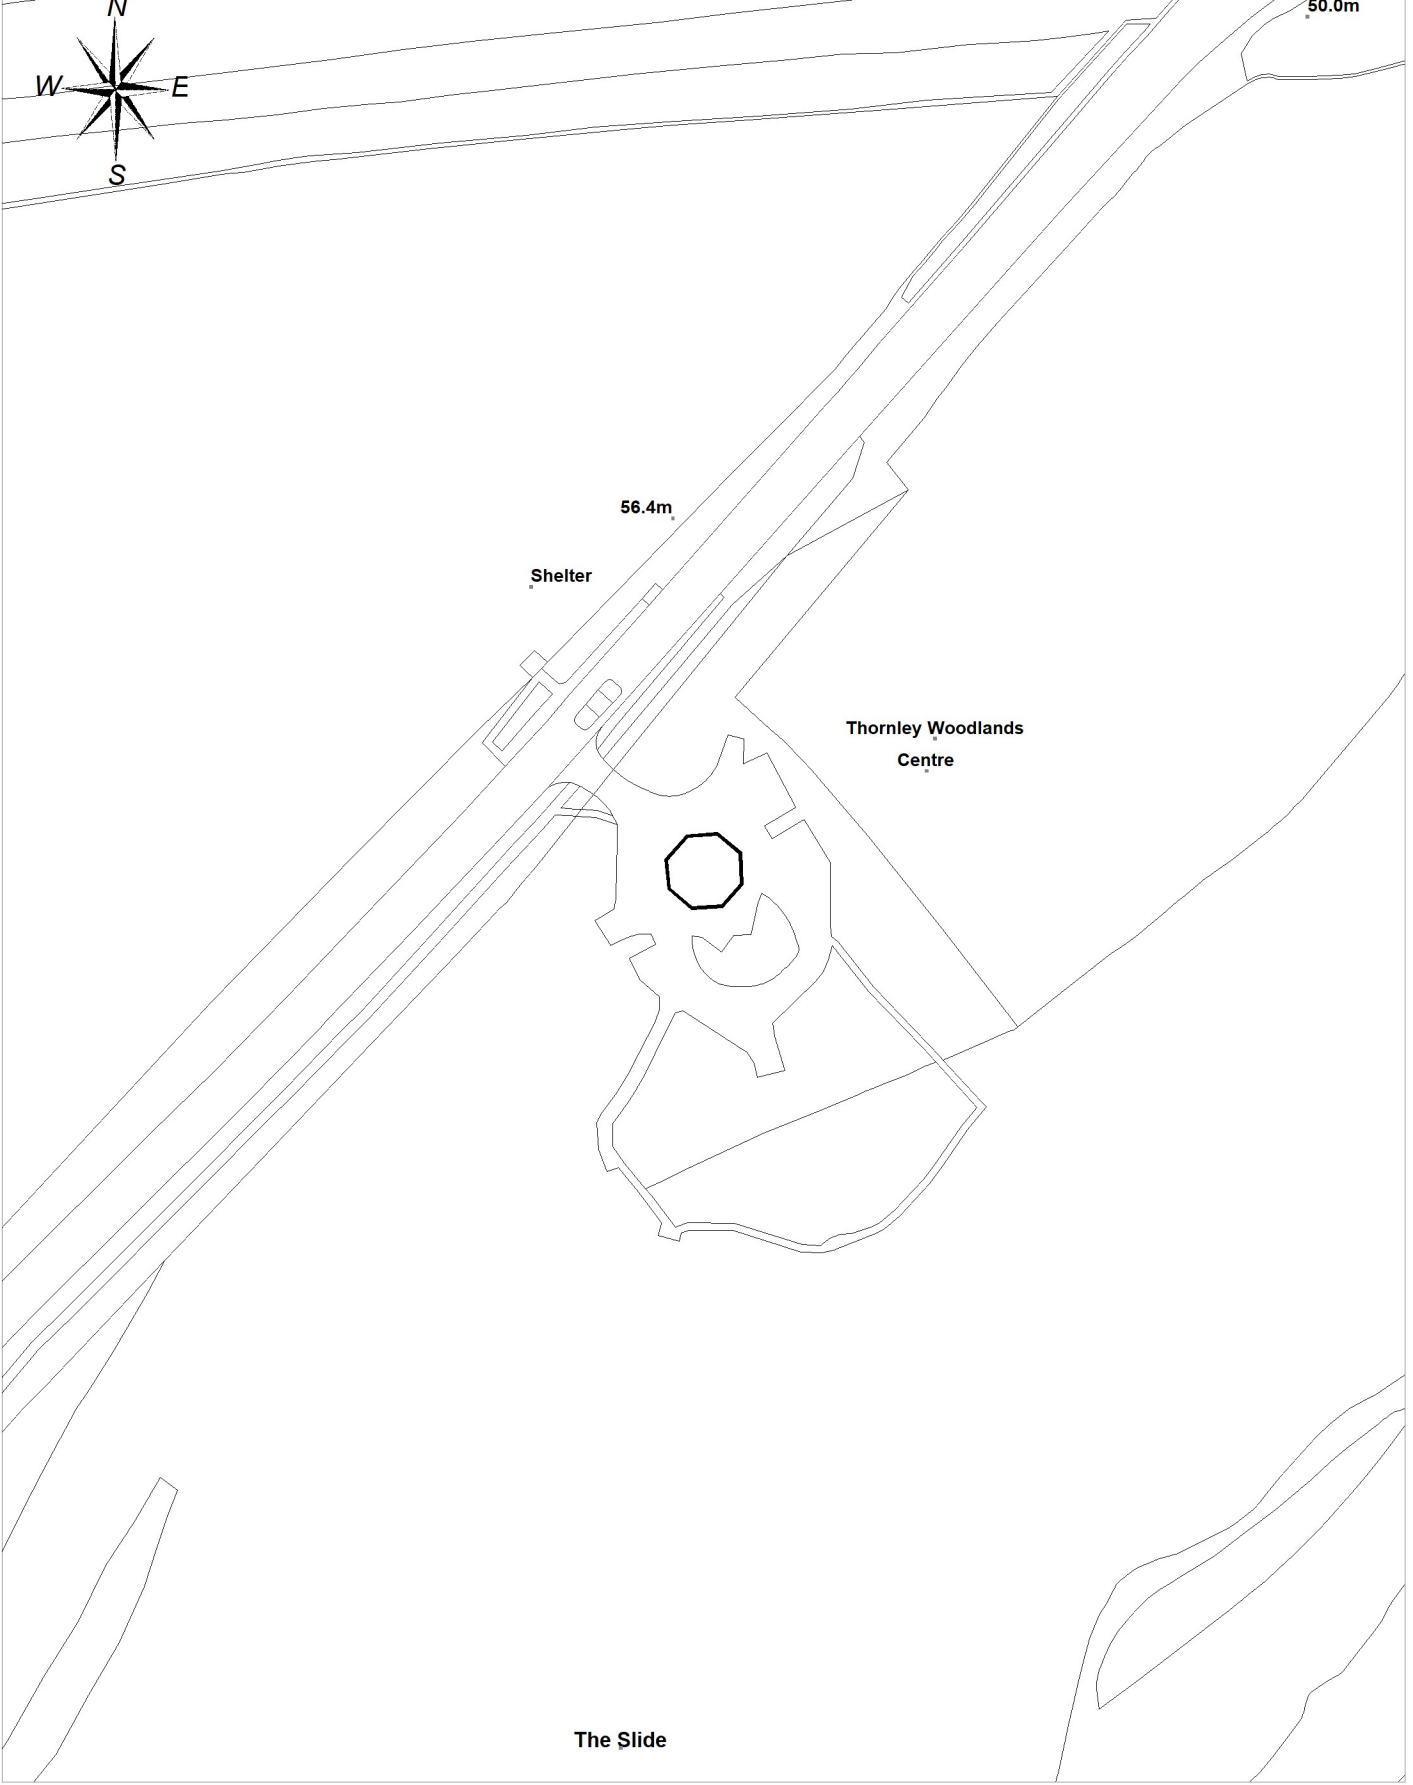 N
50.0m
W
E
S
56.4m
Shelter
Thornley Woodlands
Centre
The Slide